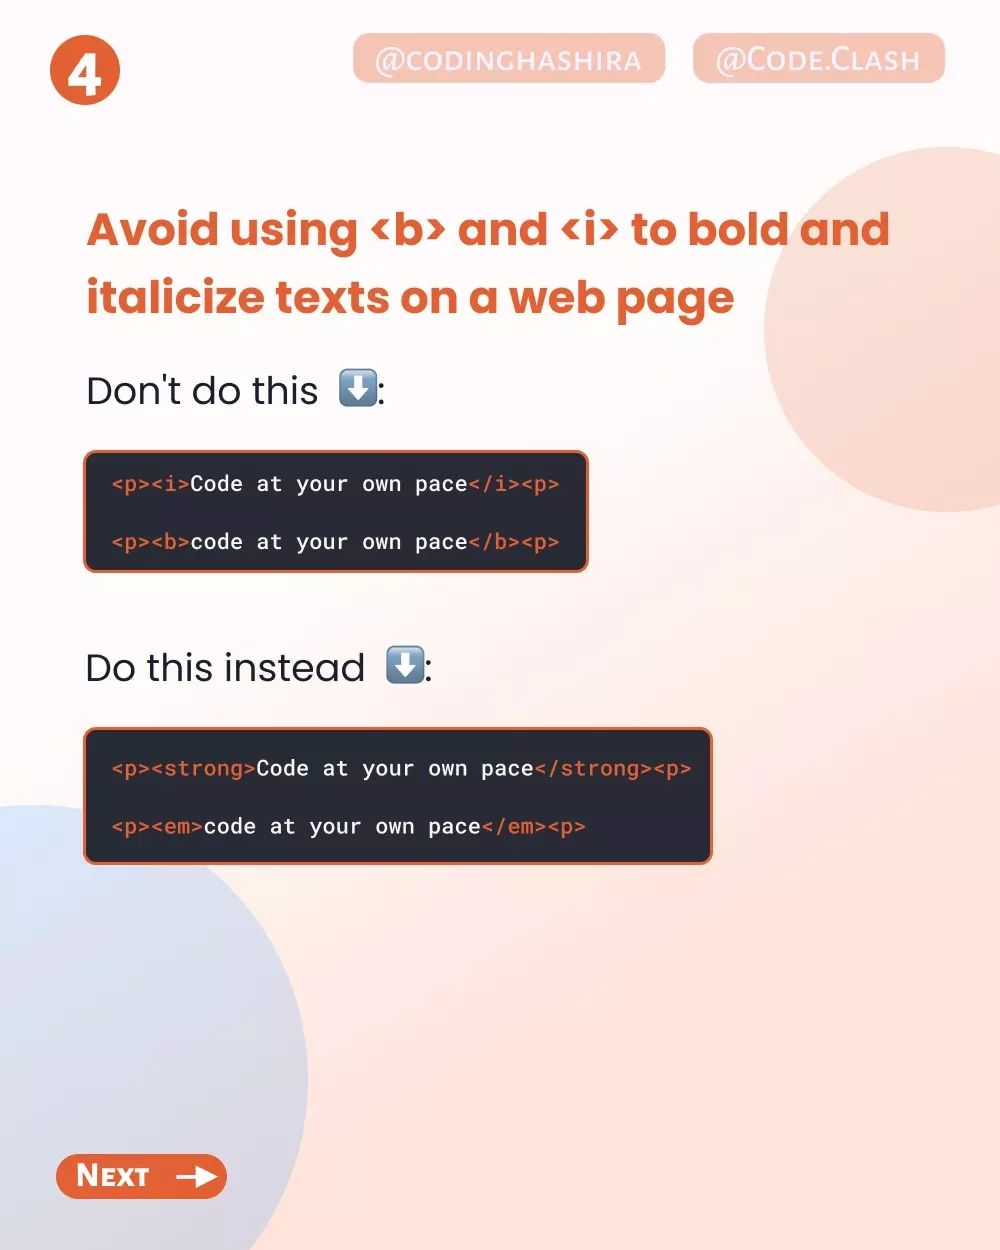 4
@codinghashira
@Code.Clash
Avoid using <b> and <i> to bold and
italicize texts on a web page
Don't do this ⬇️:
<p><i>Code at your own pace</i><p>
<p><b>code at your own pace</b><p>
Do this instead ⬇️:
<p><strong>Code at your own pace</strong><p>
<p><em>code at your own pace</em><p>
Next